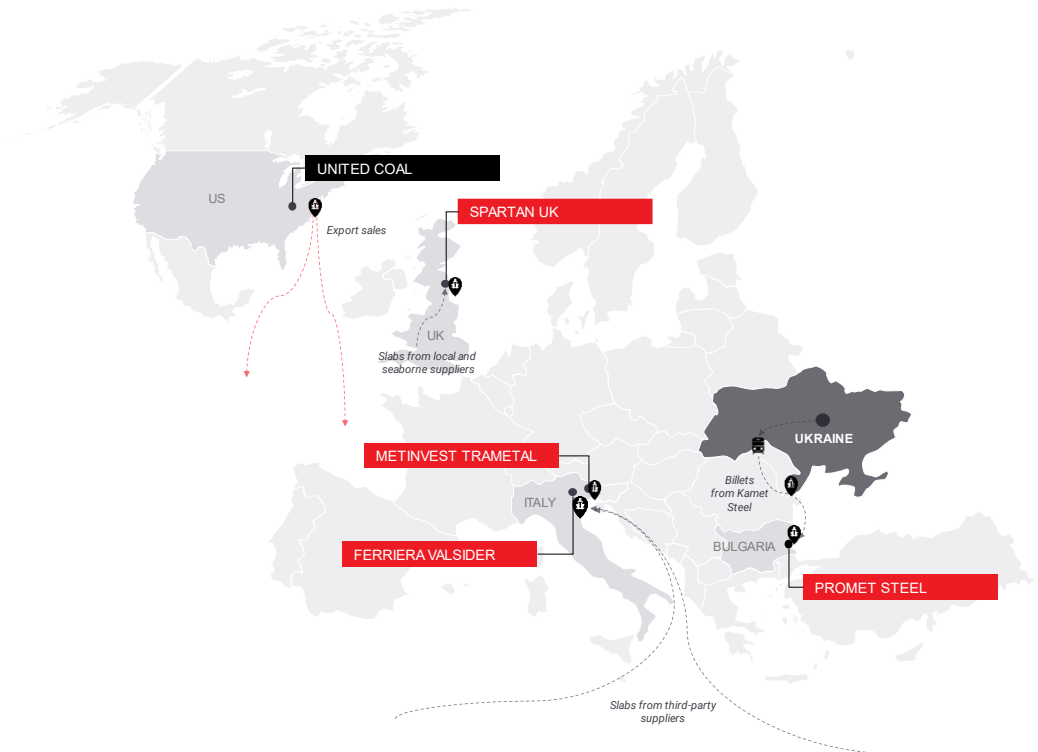 UNITED COAL
US
SPARTAN UK
Export sales
UK
Slabs from local and
seaborne suppliers
UKRAINE
METINVEST TRAMETAL
Billets
from Kamet
Steel
ITALY
BULGARIA
FERRIERA VALSIDER
PROMET STEEL
Slabs from third-party
suppliers